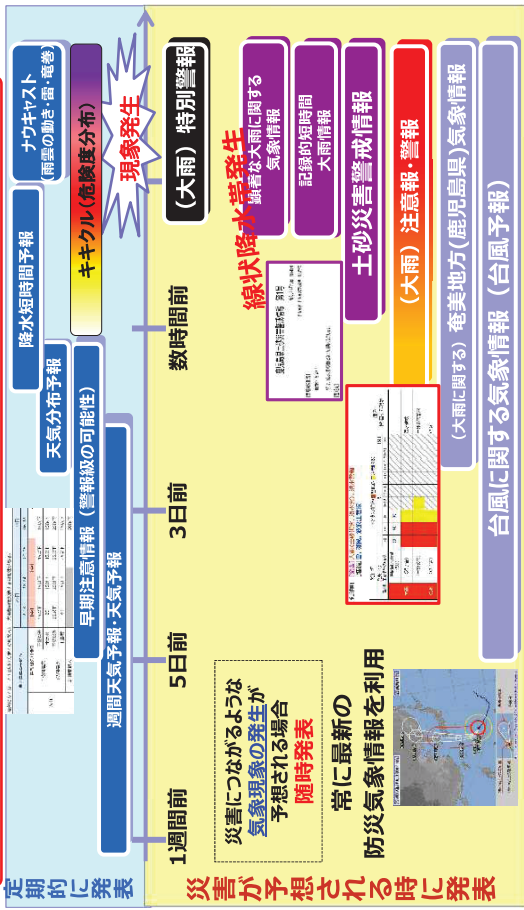 定期的に発表
週間天気予報・天気予報
早期注意情報（警報級の可能性）
天気分布予報
降水短時間予報
ナウキャスト
（雨雲の動き・雷・竜巻）
キキクル（危険度分布）
現象発生
1週間前
5日前
3日前
数時間前
災害が予想される時に発表
災害につながるような
気象現象の発生が
予想される場合
随時発表
常に最新の
防災気象情報を利用
（大雨）特別警報
線状降水帯発生
顕著な大雨に関する
気象情報
記録的短時間
大雨情報
土砂災害警戒情報
（大雨）注意報・警報
（大雨に関する）奄美地方（鹿児島県）気象情報
台風に関する気象情報（台風予報）